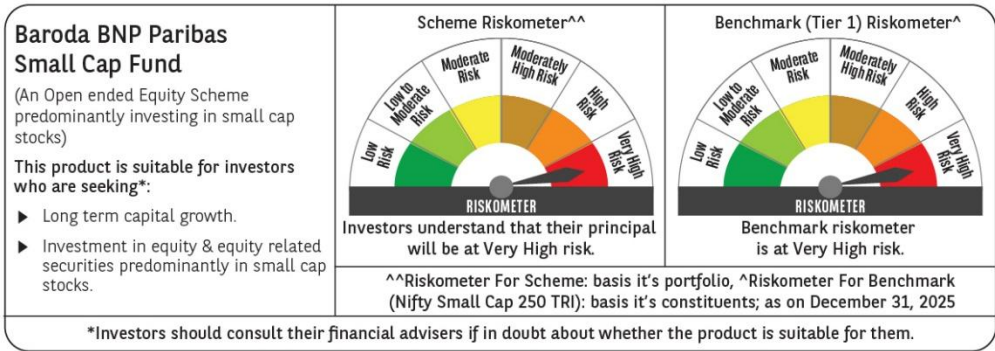 Baroda BNP Paribas
Small Cap Fund
(An Open ended Equity Scheme
predominantly investing in small cap
stocks)
This product is suitable for investors
who are seeking*:
▶ Long term capital growth.
▶ Investment in equity & equity related
securities predominantly in small cap
stocks.
Scheme Riskometer^^
Low
Risk
Low to
Moderate
Risk
Moderate
Risk
Moderately
High Risk
High
Risk
Very High
Risk
RISKOMETER
Investors understand that their principal
will be at Very High risk.
Benchmark (Tier 1) Riskometer^
Low
Risk
Low to
Moderate
Risk
Moderate
Risk
Moderately
High Risk
High
Risk
Very High
Risk
RISKOMETER
Benchmark riskometer
is at Very High risk.
^^Riskometer For Scheme: basis it's portfolio, ^Riskometer For Benchmark
(Nifty Small Cap 250 TRI): basis it's constituents; as on December 31, 2025
*Investors should consult their financial advisers if in doubt about whether the product is suitable for them.